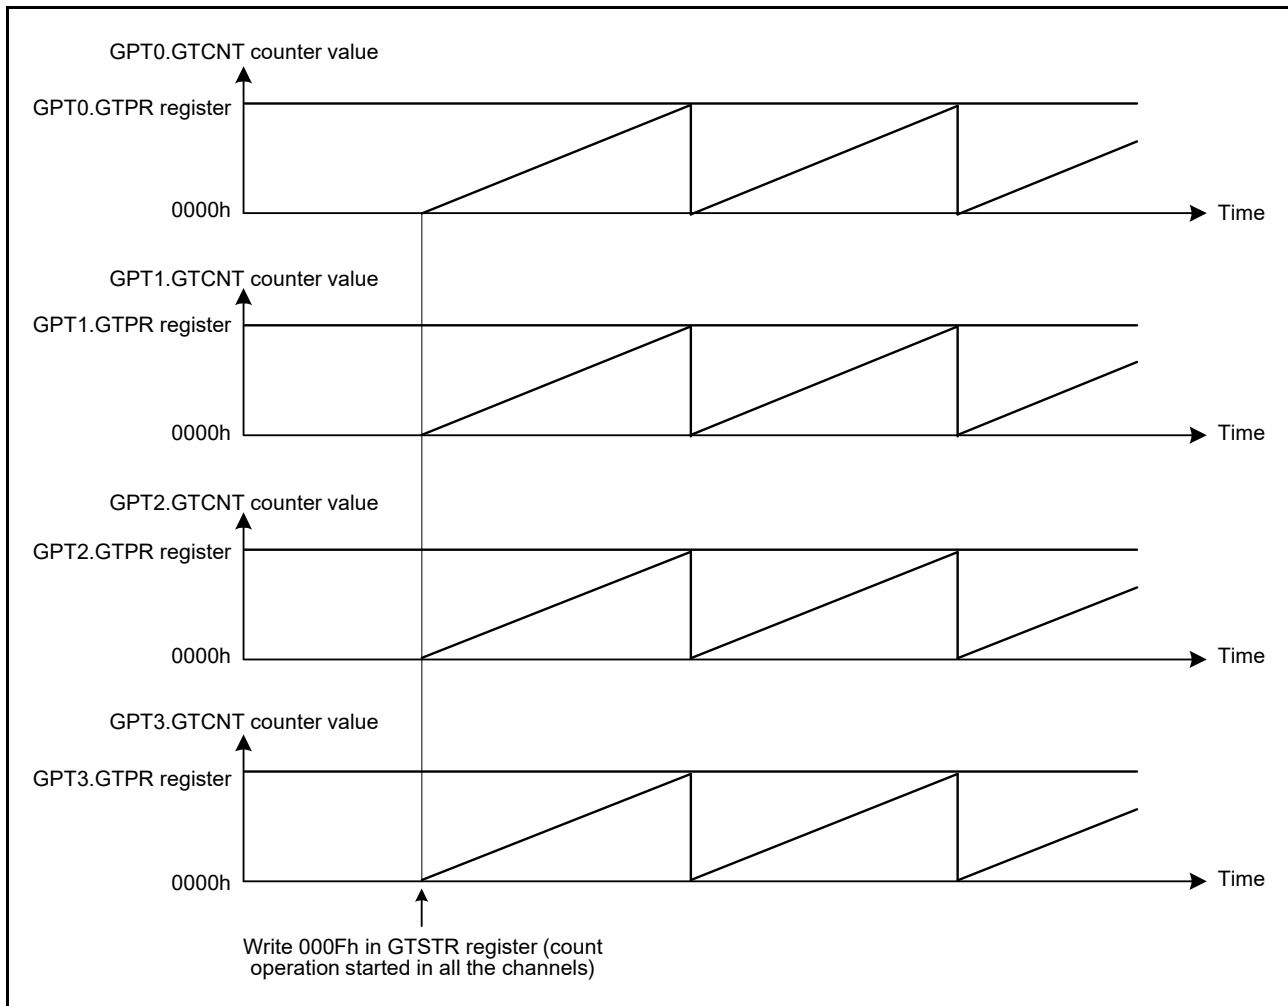 GPT0.GTCNT counter value
GPT0.GTPR register
0000h
Time
GPT1.GTCNT counter value
GPT1.GTPR register
0000h
Time
GPT2.GTCNT counter value
GPT2.GTPR register
0000h
Time
GPT3.GTCNT counter value
GPT3.GTPR register
0000h
Time
Write 000Fh in GTSTR register (count
operation started in all the channels)